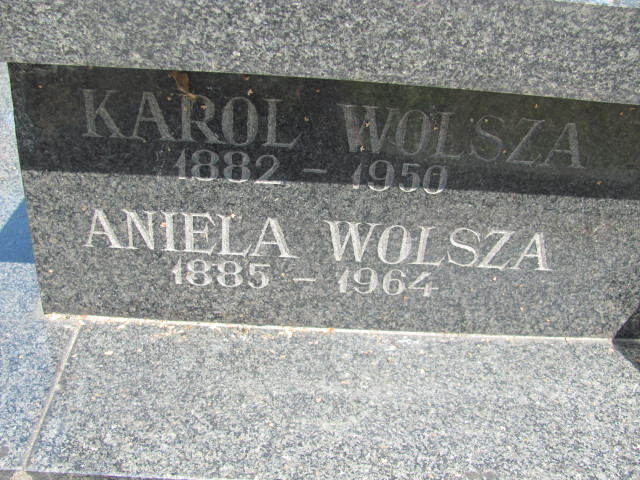 KAROL WOLSZA
1882 - 1950
ANIELA WOLSZA
1885 - 1964